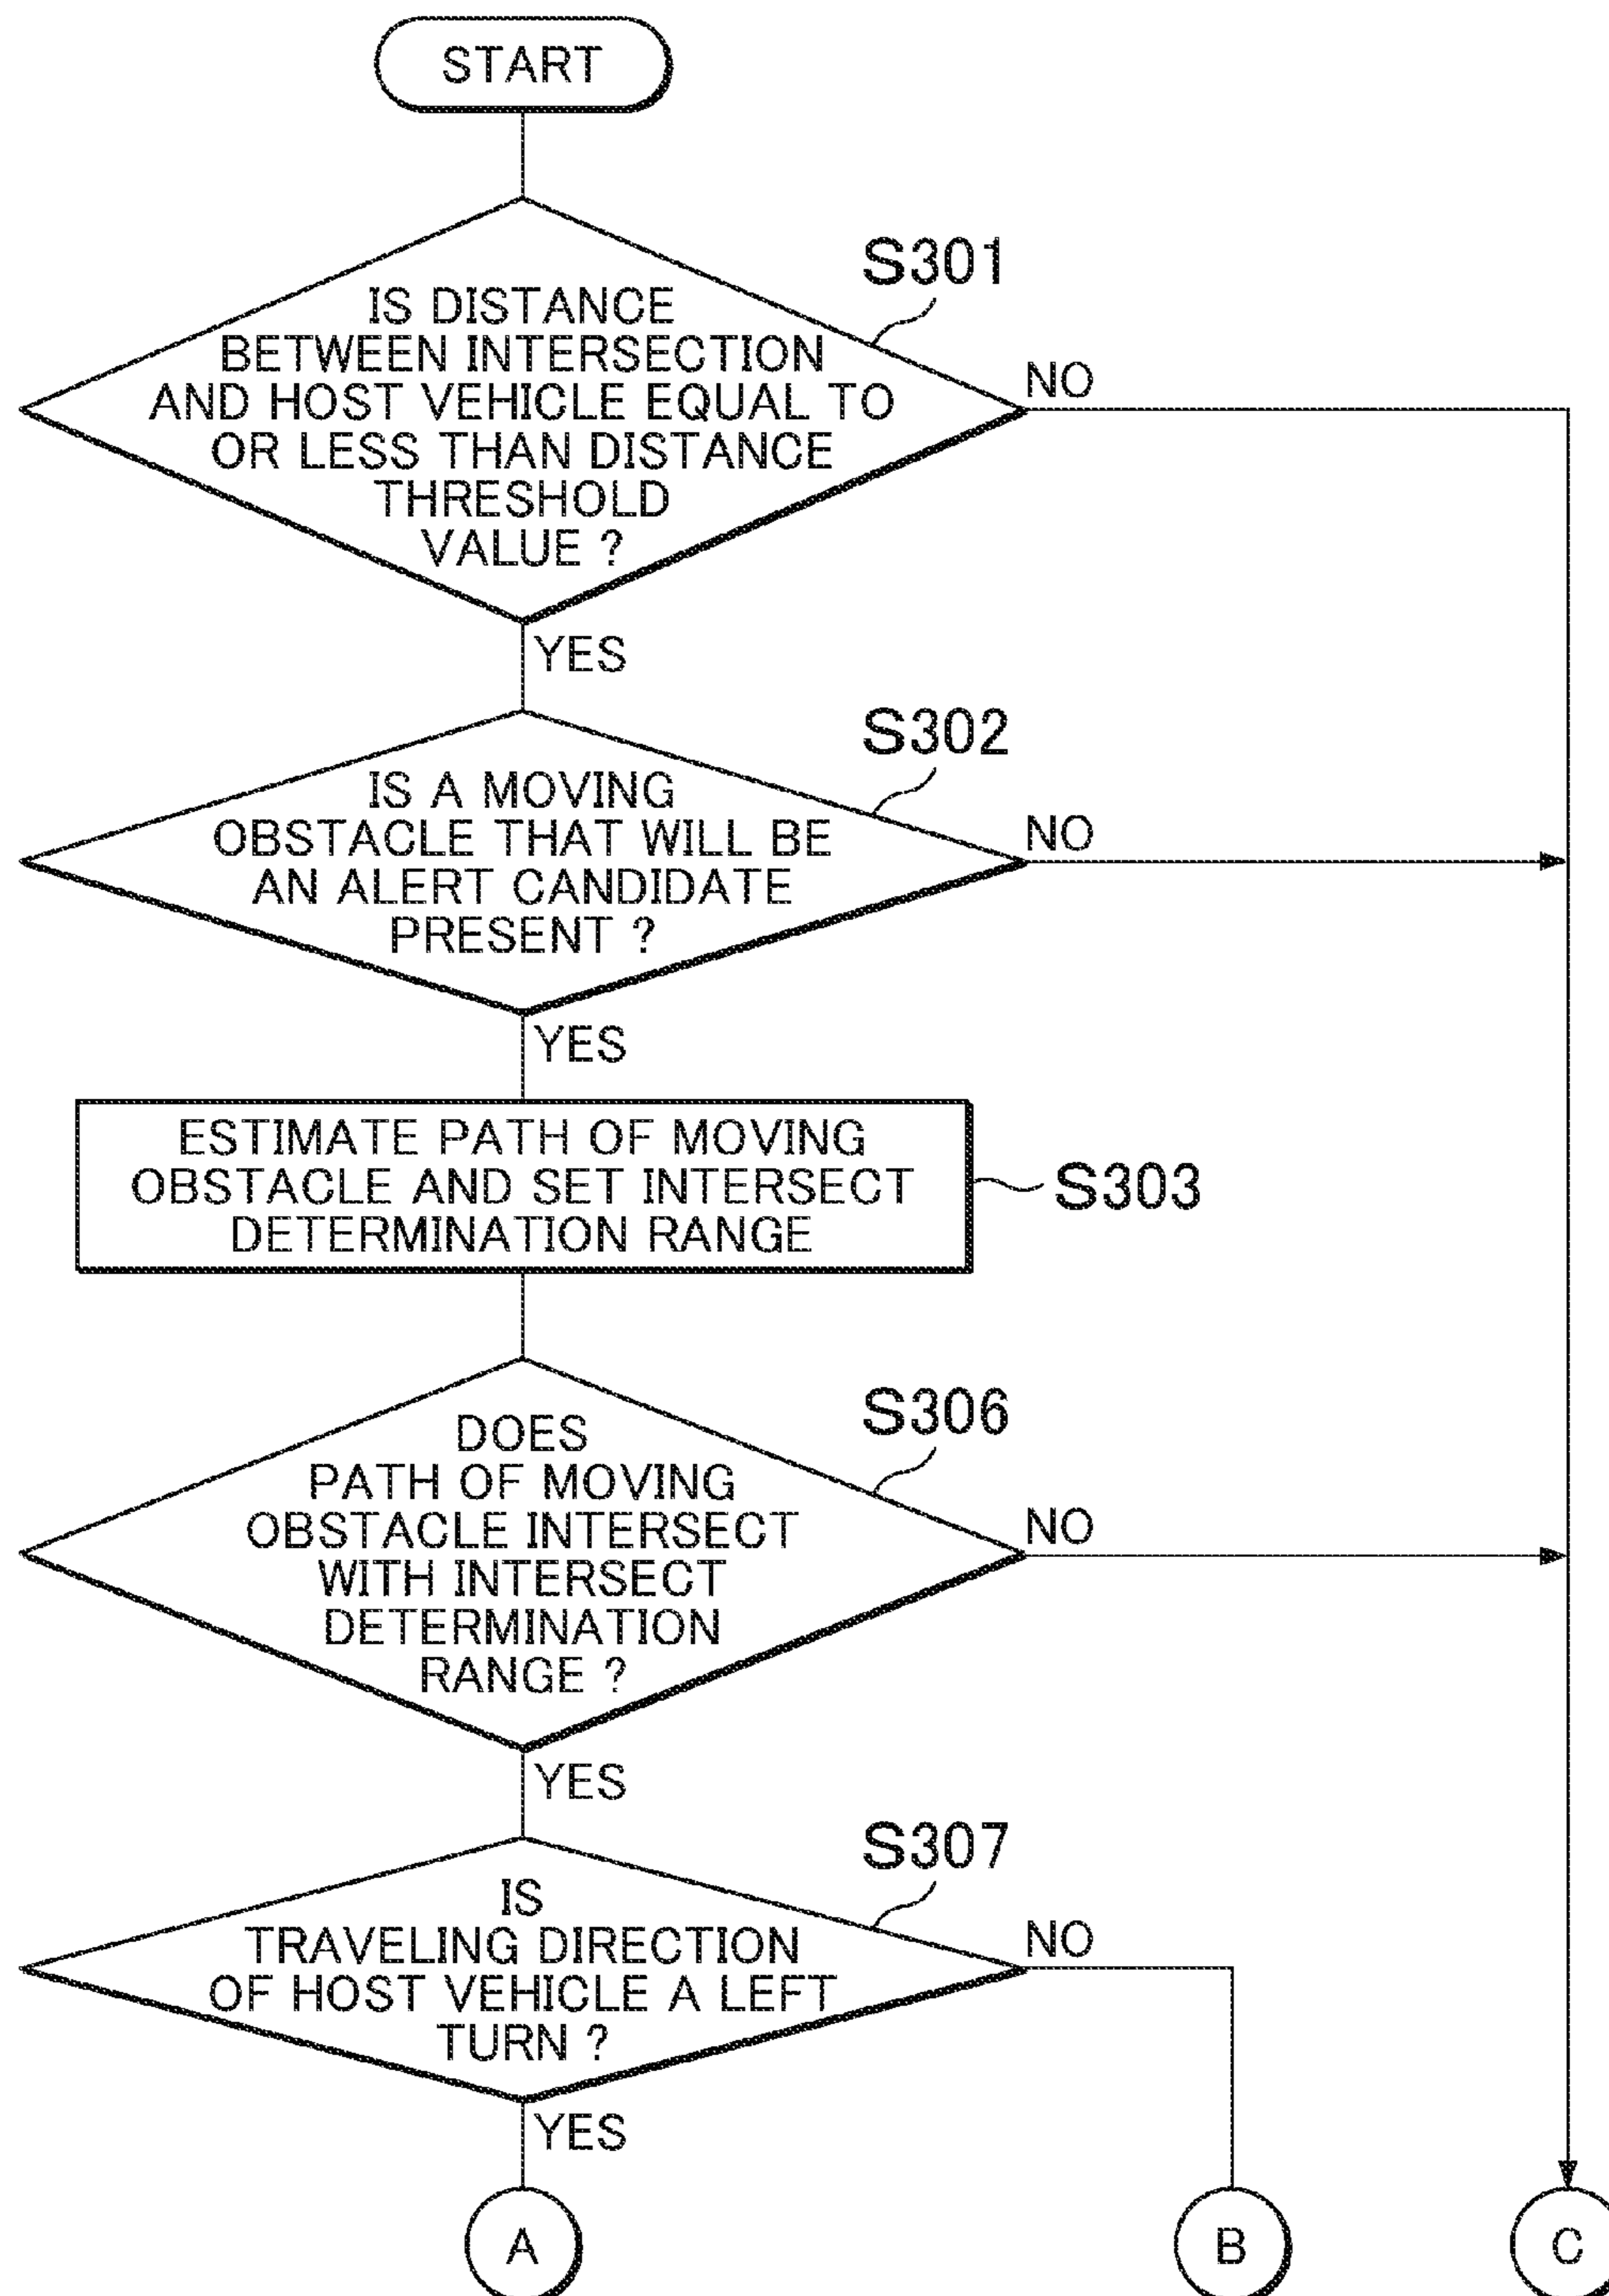 START
S301
IS DISTANCE
BETWEEN INTERSECTION
AND HOST VEHICLE EQUAL TO
OR LESS THAN DISTANCE
THRESHOLD
VALUE ?
NO
YES
S302
IS A MOVING
OBSTACLE THAT WILL BE
AN ALERT CANDIDATE
PRESENT ?
NO
YES
ESTIMATE PATH OF MOVING
OBSTACLE AND SET INTERSECT
DETERMINATION RANGE
S303
S306
DOES
PATH OF MOVING
OBSTACLE INTERSECT
WITH INTERSECT
DETERMINATION
RANGE ?
NO
YES
S307
IS
TRAVELING DIRECTION
OF HOST VEHICLE A LEFT
TURN ?
NO
YES
A
B
C